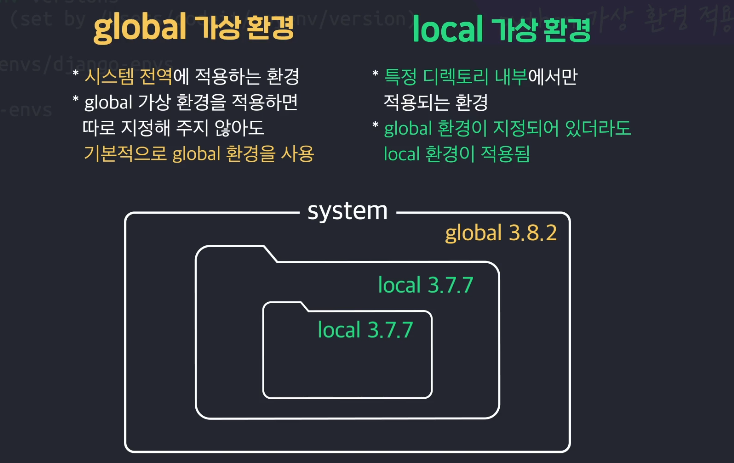 env versions
(set by
env/version)
가상 환경 적용
envs/django-envs
-envs
global 가상 환경
* 시스템 전역에 적용하는 환경
* global 가상 환경을 적용하면
따로 지정해 주지 않아도
기본적으로 global 환경을 사용
local 가상 환경
* 특정 디렉토리 내부에서만
적용되는 환경
* global 환경이 지정되어 있더라도
local 환경이 적용됨
system
global 3.8.2
local 3.7.7
local 3.7.7